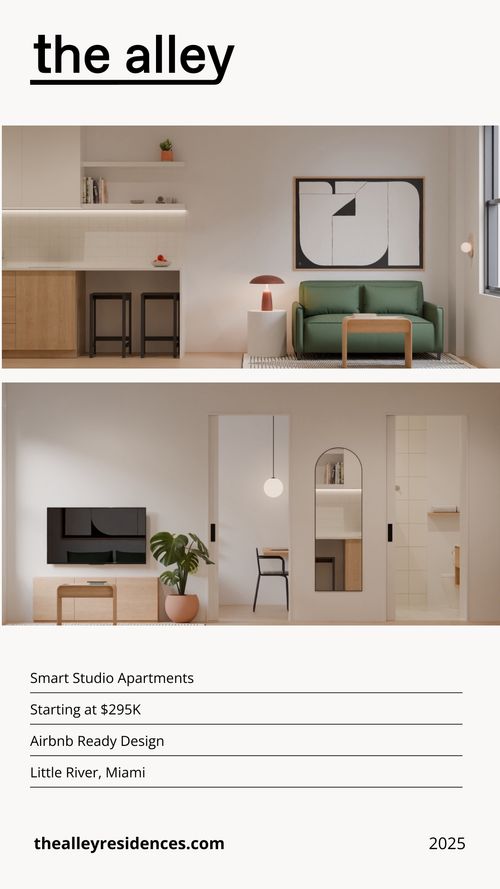 the alley
Smart Studio Apartments
Starting at $295K
Airbnb Ready Design
Little River, Miami
thealleyresidences.com
2025